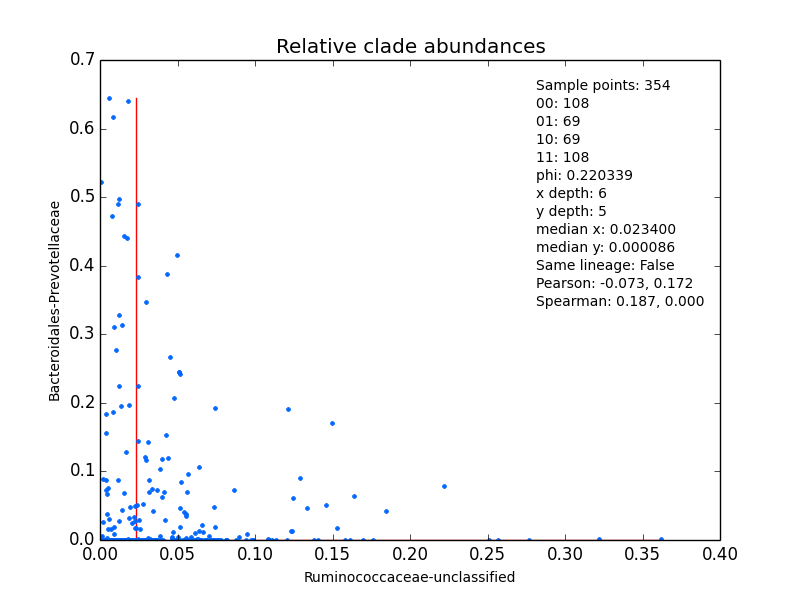 Relative clade abundances
0.7
0.6
0.5
0.4
0.3
0.2
0.1
0.0
Bacteroidales-Prevotellaceae
Sample points: 354
00: 108
01: 69
10: 69
11: 108
phi: 0.220339
x depth: 6
y depth: 5
median x: 0.023400
median y: 0.000086
Same lineage: False
Pearson: -0.073, 0.172
Spearman: 0.187, 0.000
0.00 0.05 0.10 0.15 0.20 0.25 0.30 0.35 0.40
Ruminococcaceae-unclassified